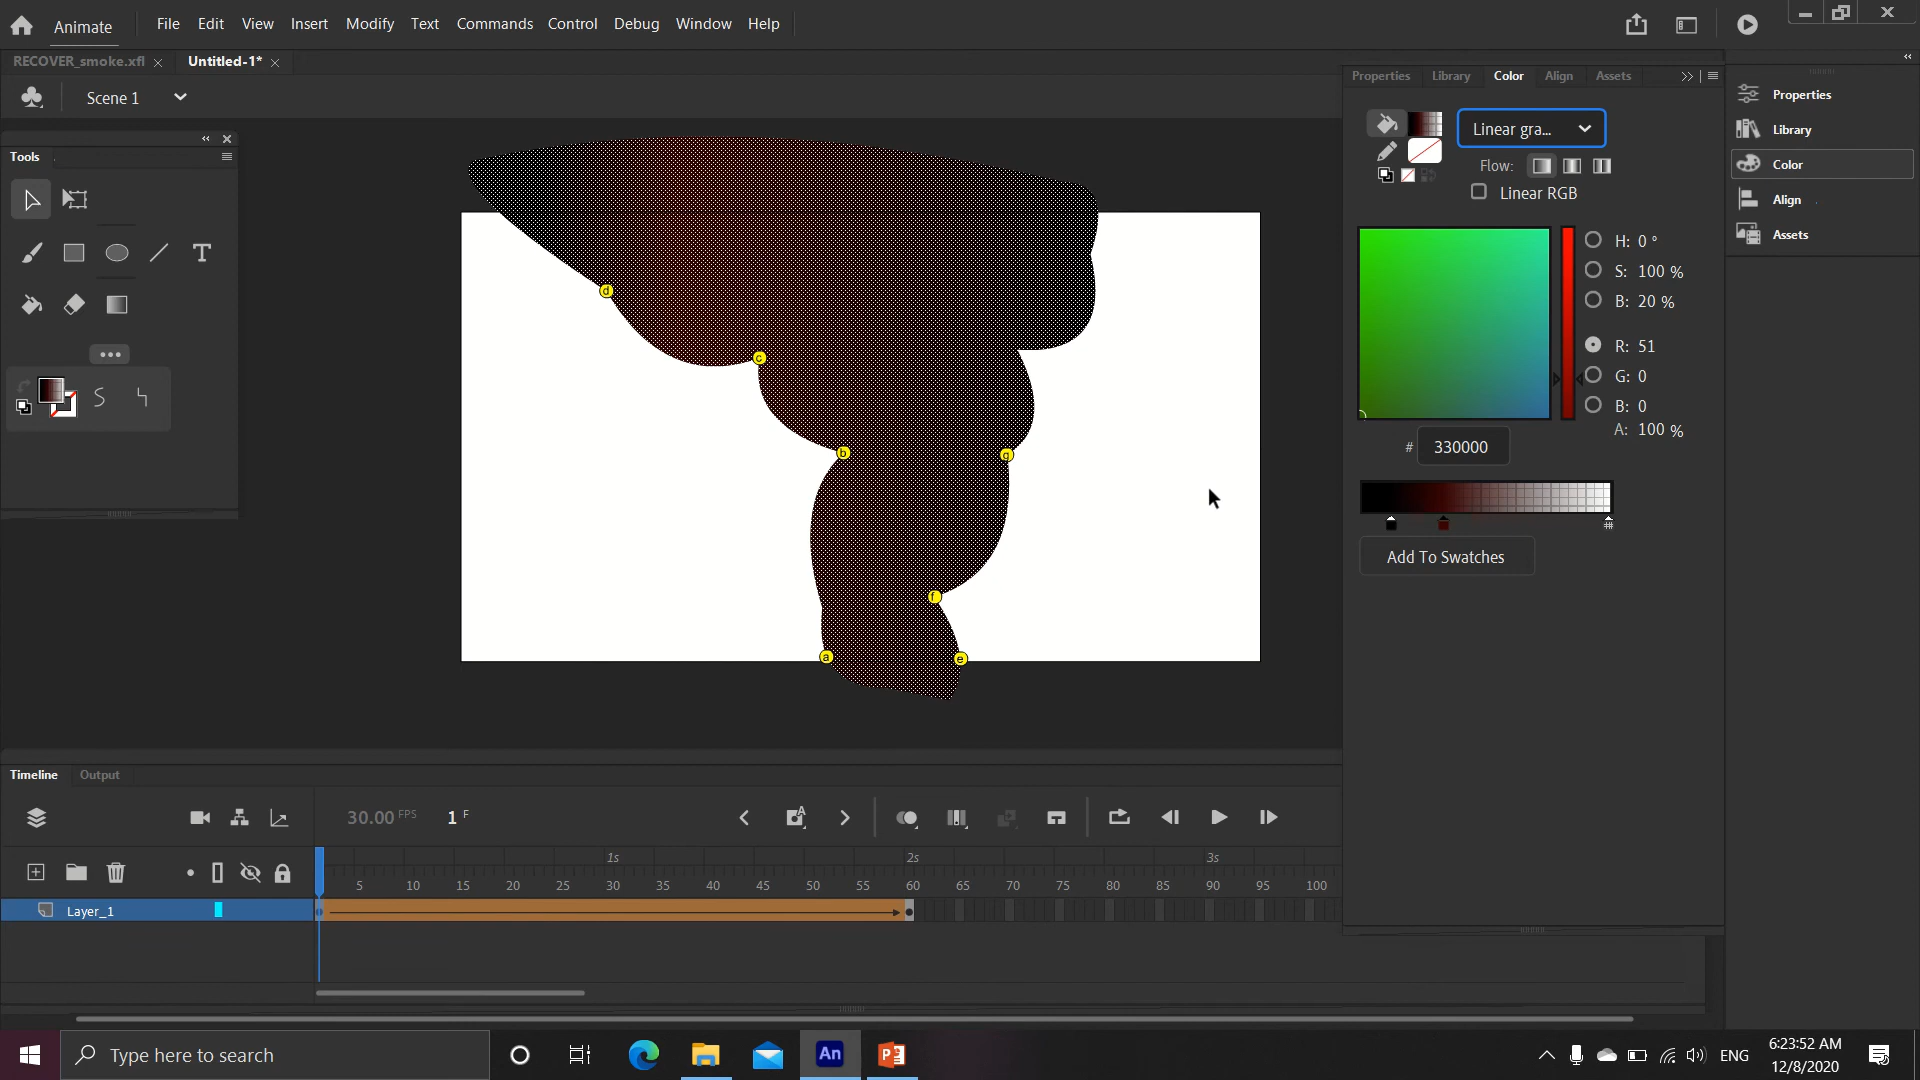 Animate File Edit View Insert Modify Text Commands Control Debug Window Help
RECOVER_smoke.xfl Untitled-1*
Scene 1
Tools
T
d
c
b
g
f
a
e
Properties Library Color Align Assets
Linear gra...
Flow:
Linear RGB
H: 0 °
S: 100 %
B: 20 %
R: 51
G: 0
B: 0
A: 100 %
# 330000
Add To Swatches
Properties
Library
Color
Align
Assets
Timeline Output
30.00 FPS 1 F
1s 2s 3s
5 10 15 20 25 30 35 40 45 50 55 60 65 70 75 80 85 90 95 100
Layer_1
Type here to search
An
P
ENG
6:23:52 AM
12/8/2020